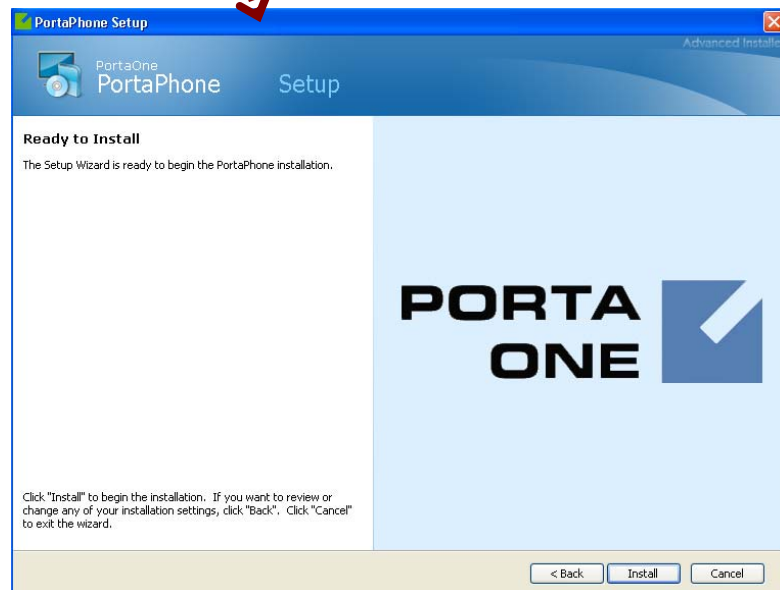 PortaPhone Setup
Advanced Installe
PortaOne
PortaPhone Setup
Ready to Install
The Setup Wizard is ready to begin the PortaPhone installation.
PORTA
ONE
Click "Install" to begin the installation. If you want to review or
change any of your installation settings, click "Back". Click "Cancel"
to exit the wizard.
< Back Install Cancel